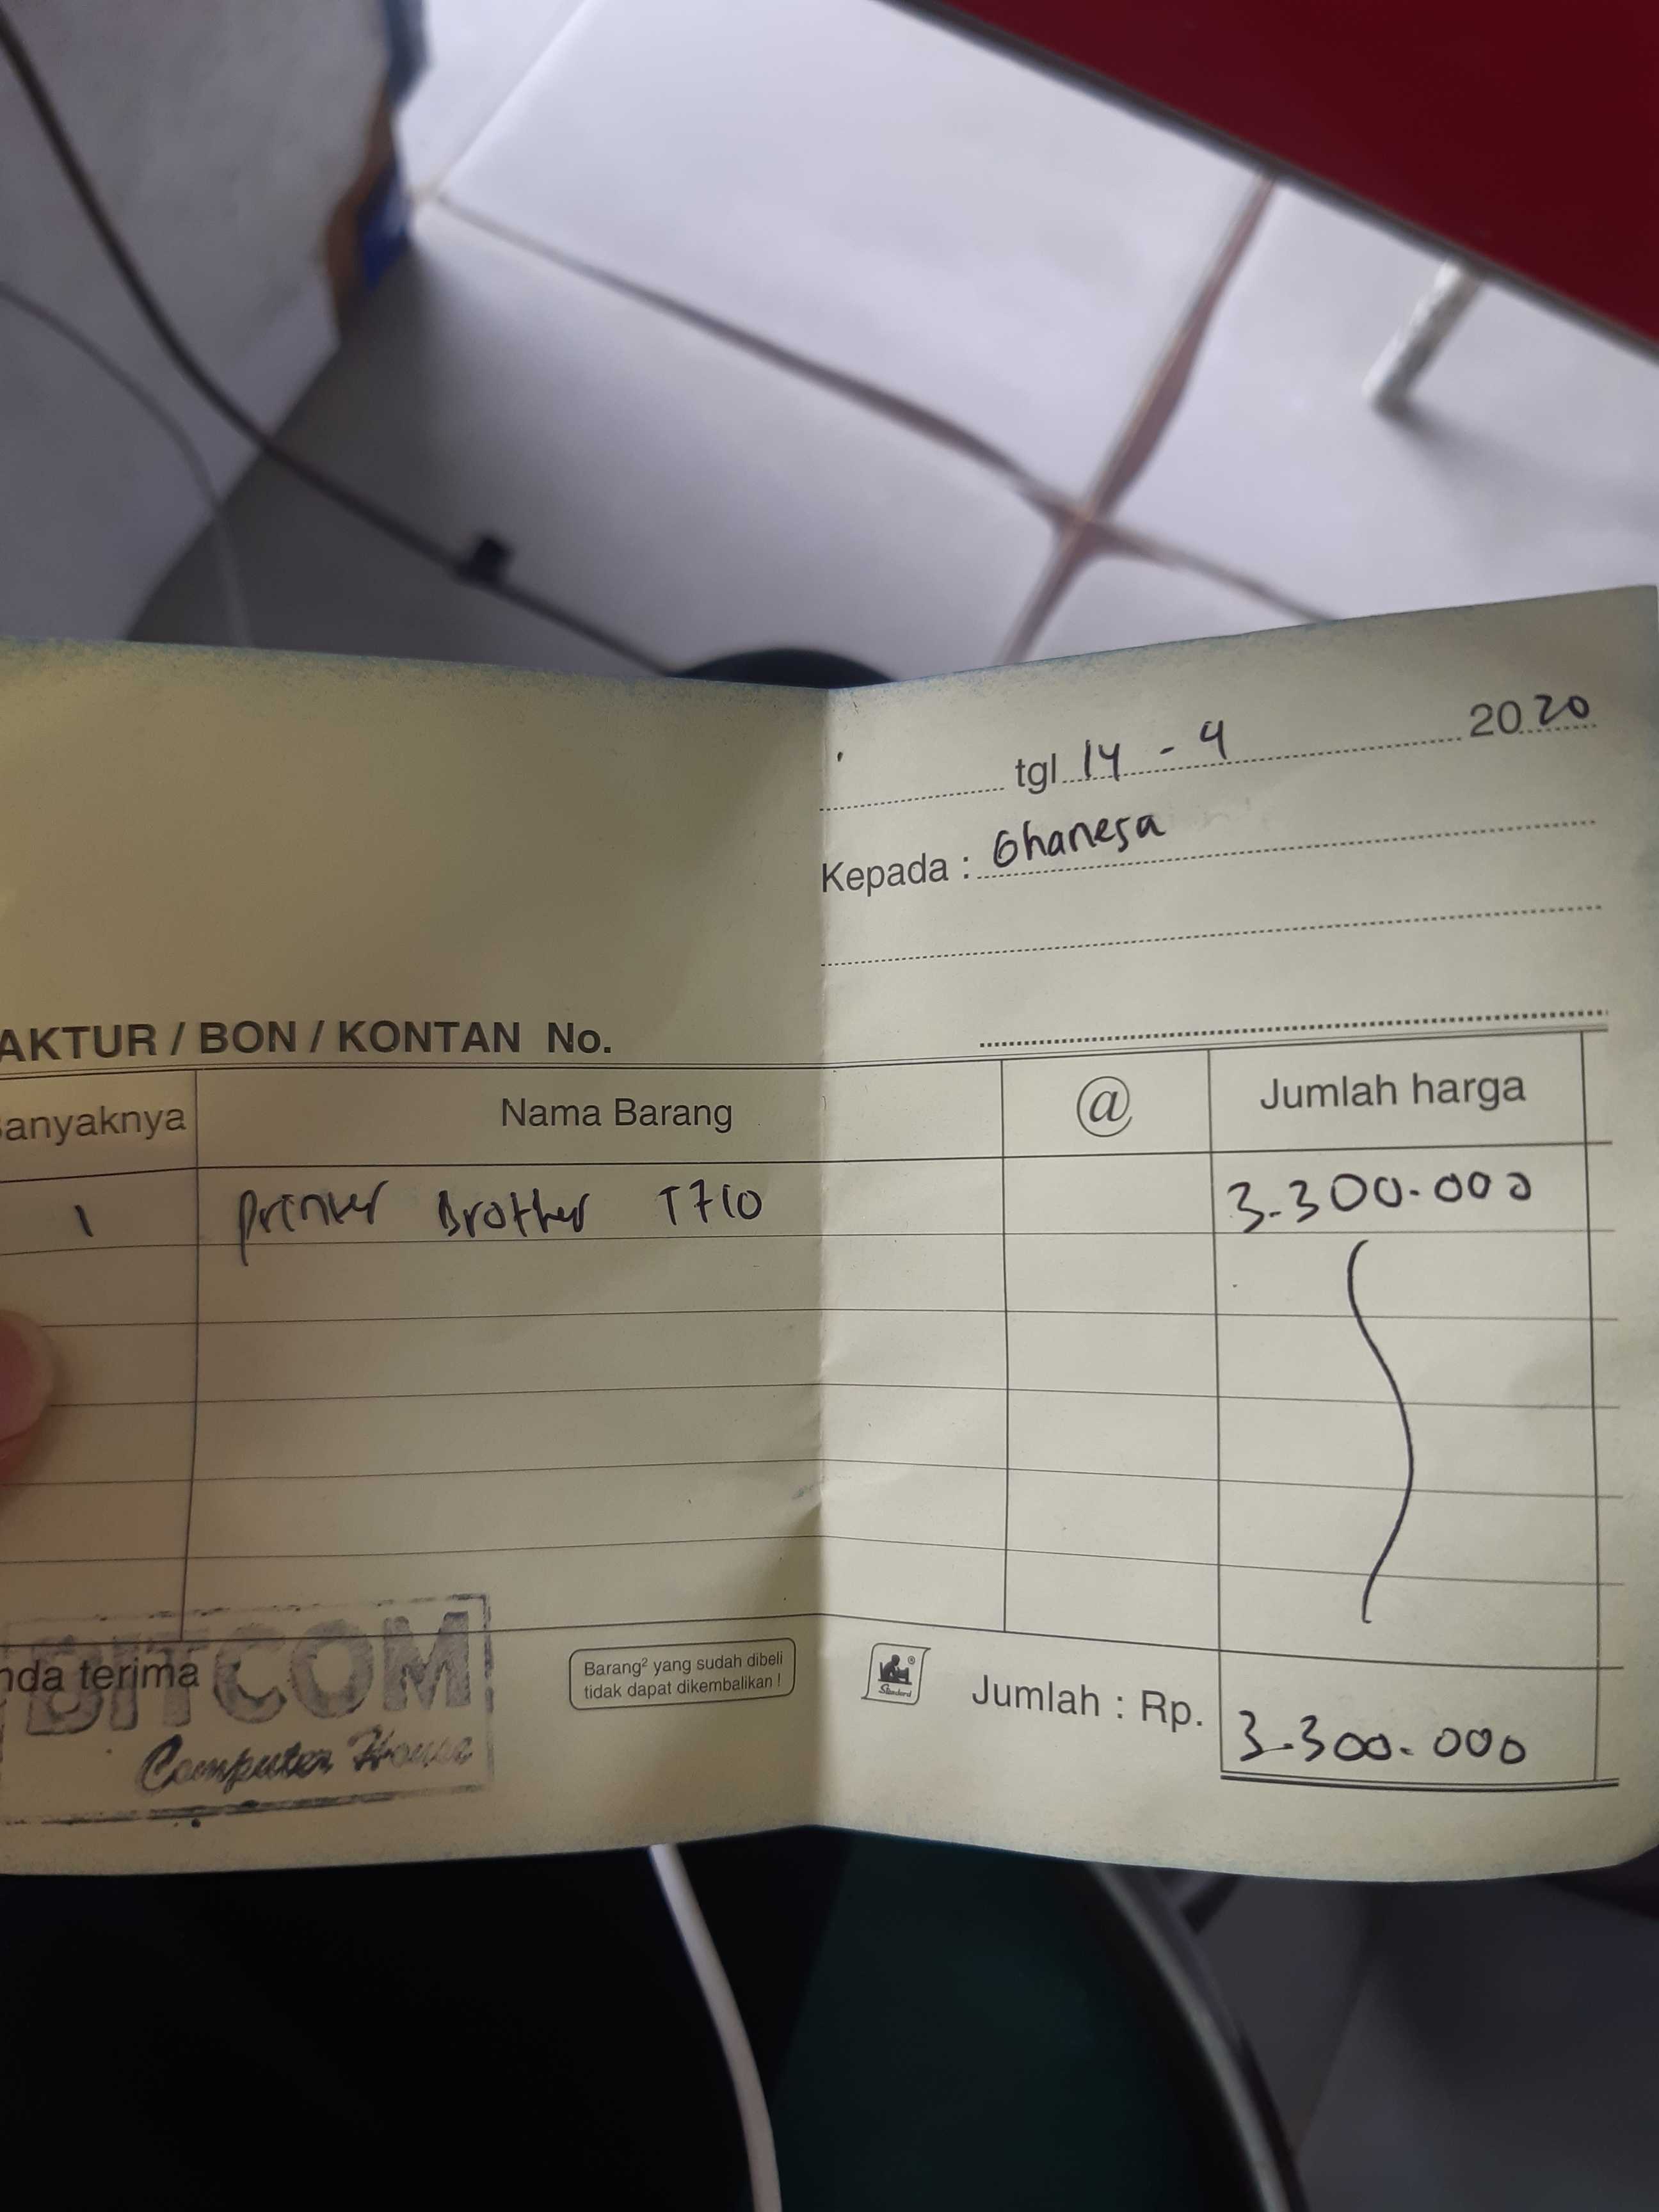 tgl 14 - 4 2020
Kepada : Ghanesa
AKTUR / BON / KONTAN No.
anyaknya Nama Barang @ Jumlah harga
1 Printer Brother T710 3.300.000
nda terima
BITCOM
Computer House
Barang² yang sudah dibeli
tidak dapat dikembalikan !
Standard
Jumlah : Rp. 3.300.000